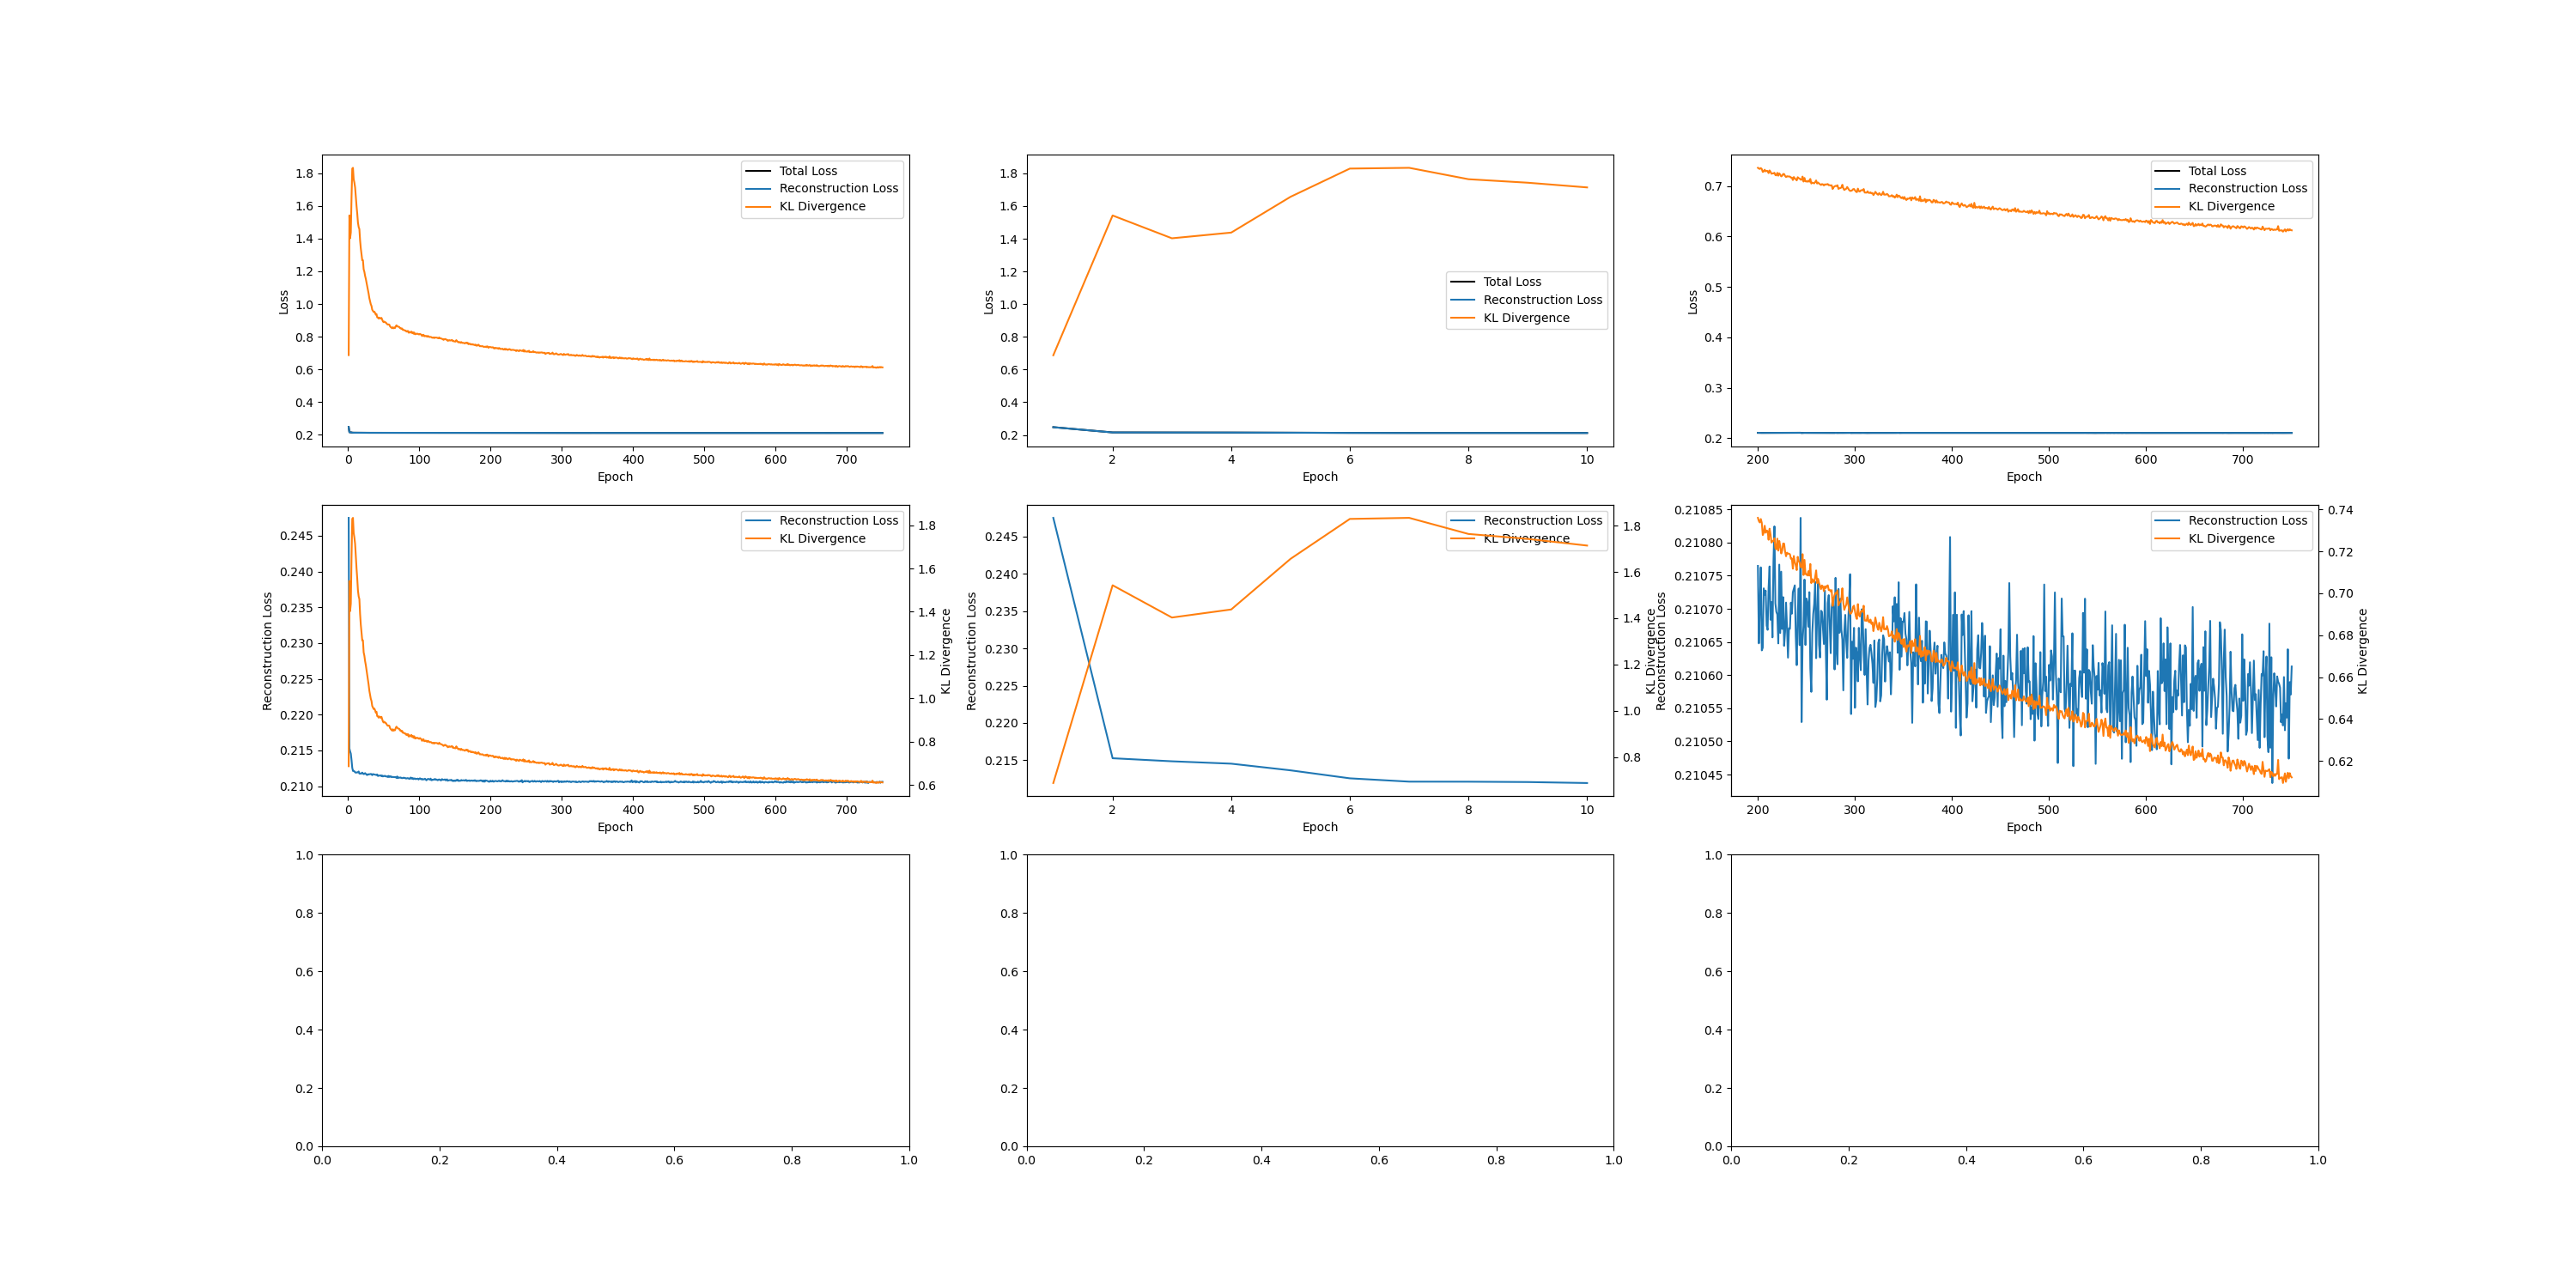 Loss
1.8
1.6
1.4
1.2
1.0
0.8
0.6
0.4
0.2
0 100 200 300 400 500 600 700
Epoch
Total Loss
Reconstruction Loss
KL Divergence
Loss
1.8
1.6
1.4
1.2
1.0
0.8
0.6
0.4
0.2
2 4 6 8 10
Epoch
Total Loss
Reconstruction Loss
KL Divergence
Loss
0.7
0.6
0.5
0.4
0.3
0.2
200 300 400 500 600 700
Epoch
Total Loss
Reconstruction Loss
KL Divergence
Reconstruction Loss
0.245
0.240
0.235
0.230
0.225
0.220
0.215
0.210
0 100 200 300 400 500 600 700
Epoch
Reconstruction Loss
KL Divergence
1.8
1.6
1.4
1.2
1.0
0.8
0.6
KL Divergence
Reconstruction Loss
0.245
0.240
0.235
0.230
0.225
0.220
0.215
2 4 6 8 10
Epoch
Reconstruction Loss
KL Divergence
1.8
1.6
1.4
1.2
1.0
0.8
KL Divergence
Reconstruction Loss
0.21085
0.21080
0.21075
0.21070
0.21065
0.21060
0.21055
0.21050
0.21045
200 300 400 500 600 700
Epoch
Reconstruction Loss
KL Divergence
0.74
0.72
0.70
0.68
0.66
0.64
0.62
KL Divergence
1.0
0.8
0.6
0.4
0.2
0.0
0.0 0.2 0.4 0.6 0.8 1.0
1.0
0.8
0.6
0.4
0.2
0.0
0.0 0.2 0.4 0.6 0.8 1.0
1.0
0.8
0.6
0.4
0.2
0.0
0.0 0.2 0.4 0.6 0.8 1.0